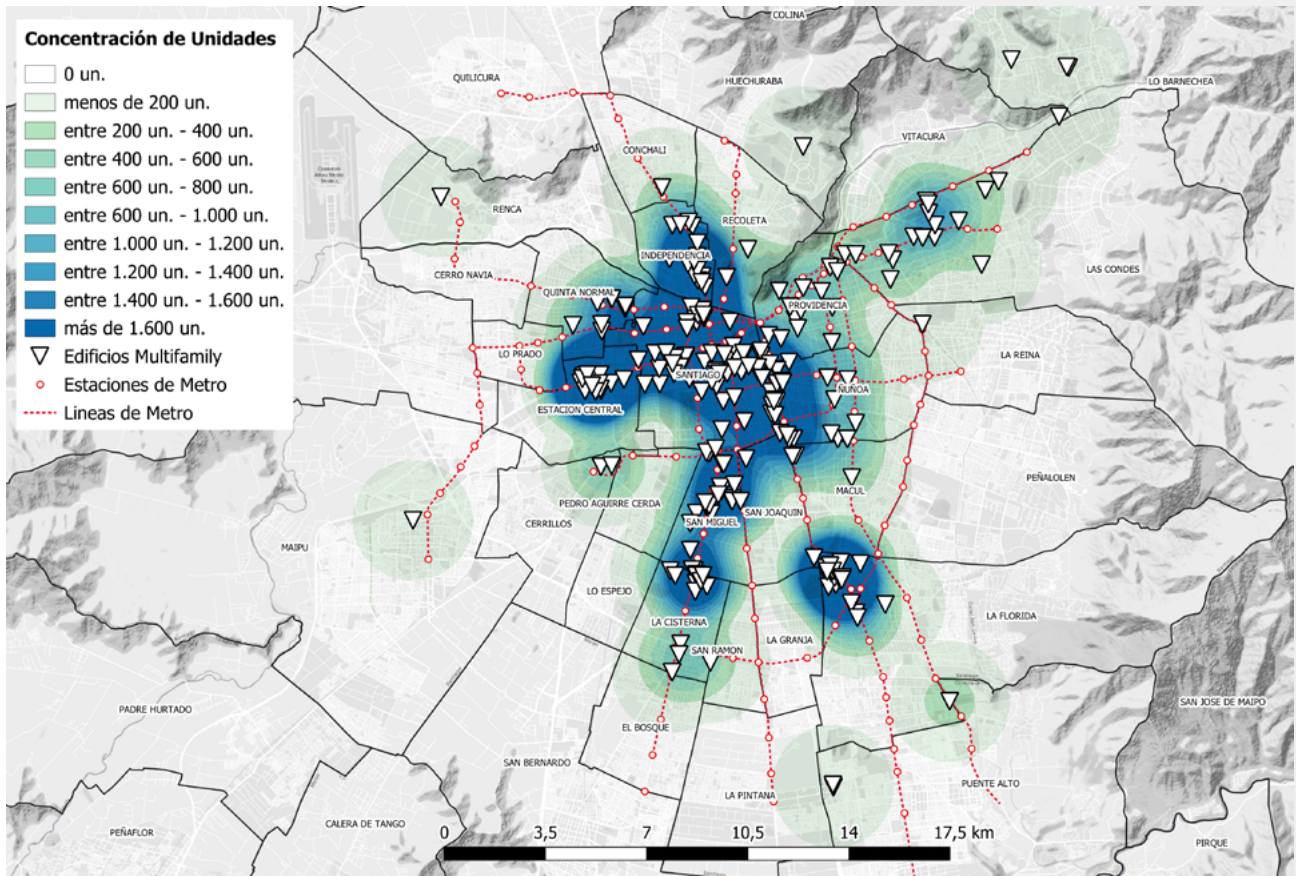 Concentración de Unidades
0 un.
menos de 200 un.
entre 200 un. - 400 un.
entre 400 un. - 600 un.
entre 600 un. - 800 un.
entre 600 un. - 1.000 un.
entre 1.000 un. - 1.200 un.
entre 1.200 un. - 1.400 un.
entre 1.400 un. - 1.600 un.
más de 1.600 un.
Edificios Multifamily
Estaciones de Metro
Lineas de Metro
COLINA
QUILICURA
HUECHURABA
LO BARNECHEA
VITACURA
CONCHALI
RENCA
RECOLETA
INDEPENDENCIA
CERRO NAVIA
LAS CONDES
QUINTA NORMAL
PROVIDENCIA
LO PRADO
LA REINA
SANTIAGO
ÑUÑOA
ESTACION CENTRAL
PEÑALOLEN
MACUL
PEDRO AGUIRRE CERDA
SAN JOAQUIN
CERRILLOS
SAN MIGUEL
MAIPU
LO ESPEJO
LA FLORIDA
LA CISTERNA
LA GRANJA
SAN RAMON
SAN JOSE DE MAIPO
PADRE HURTADO
EL BOSQUE
SAN BERNARDO
PUENTE ALTO
LA PINTANA
PEÑAFLOR
CALERA DE TANGO
PIRQUE
0 3,5 7 10,5 14 17,5 km